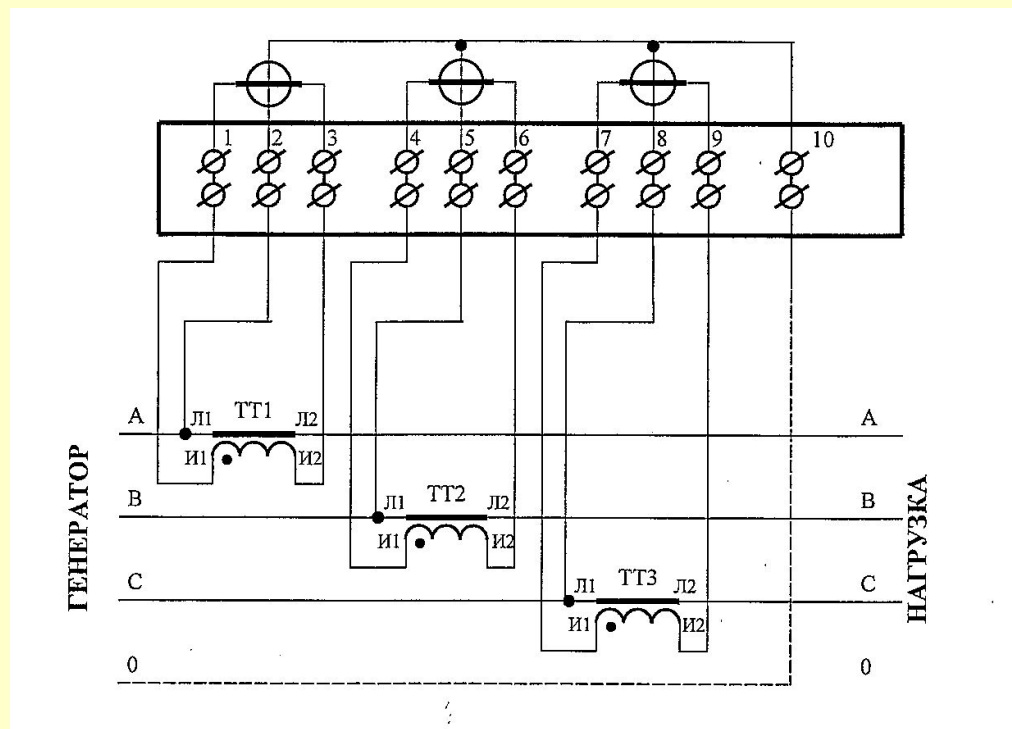 1 2 3 4 5 6 7 8 9 10
А Л1 ТТ1 Л2 А
И1 И2
В Л1 ТТ2 Л2 В
И1 И2
С Л1 ТТ3 Л2 С
И1 И2
0 0
ГЕНЕРАТОР
НАГРУЗКА